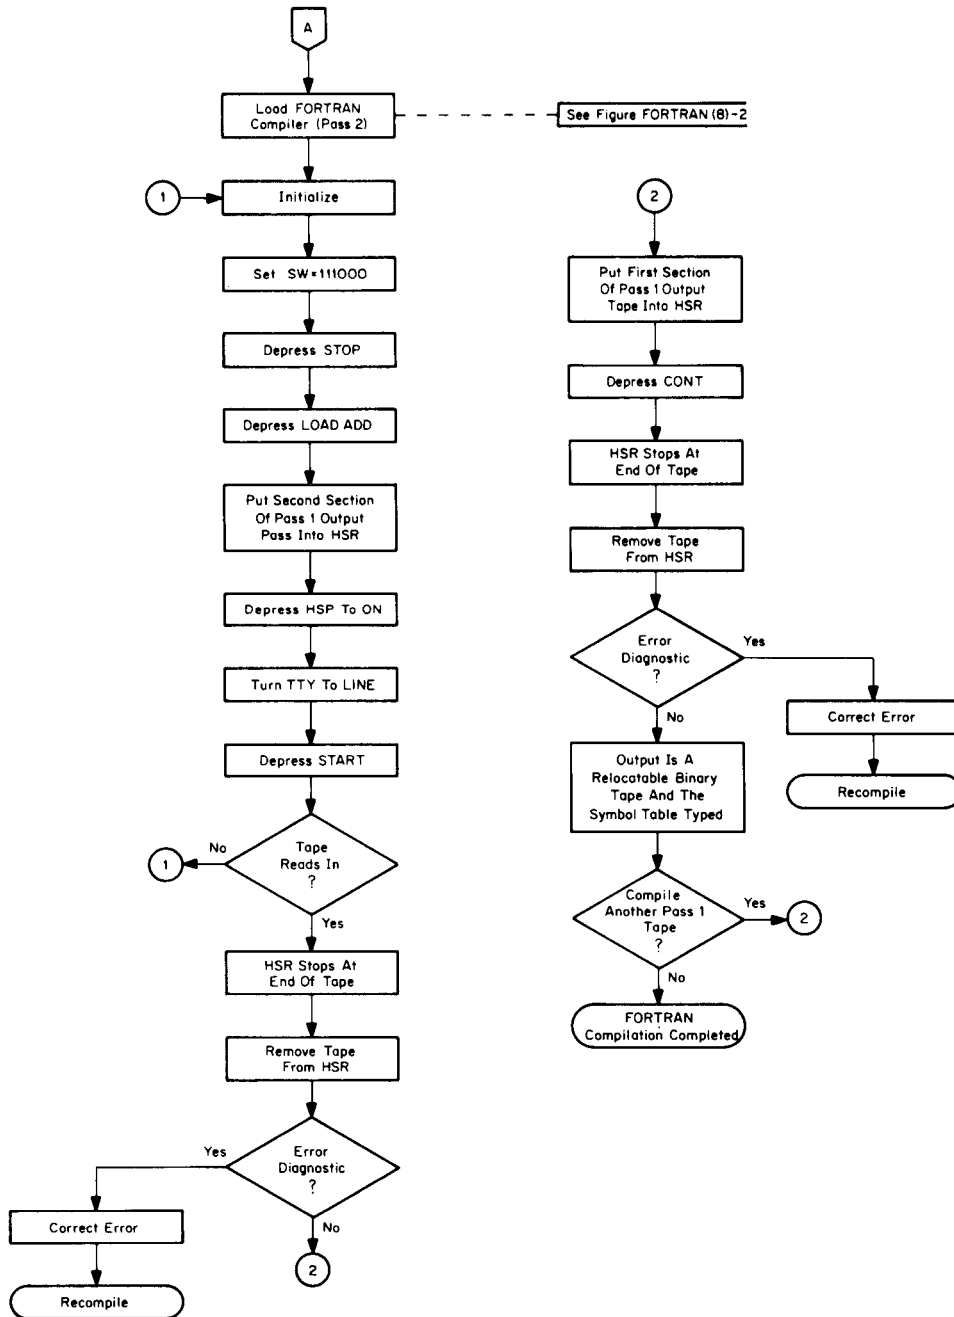 A
Load FORTRAN
Compiler (Pass 2)
See Figure FORTRAN (8)-2
1
Initialize
Set SW=111000
Depress STOP
Depress LOAD ADD
Put Second Section
Of Pass 1 Output
Pass Into HSR
Depress HSP To ON
Turn TTY To LINE
Depress START
Tape
Reads In
?
No
1
Yes
HSR Stops At
End Of Tape
Remove Tape
From HSR
Error
Diagnostic
?
Yes
Correct Error
Recompile
No
2
2
Put First Section
Of Pass 1 Output
Tape Into HSR
Depress CONT
HSR Stops At
End Of Tape
Remove Tape
From HSR
Error
Diagnostic
?
Yes
Correct Error
Recompile
No
Output Is A
Relocatable Binary
Tape And The
Symbol Table Typed
Compile
Another Pass 1
Tape
?
Yes
2
No
FORTRAN
Compilation Completed